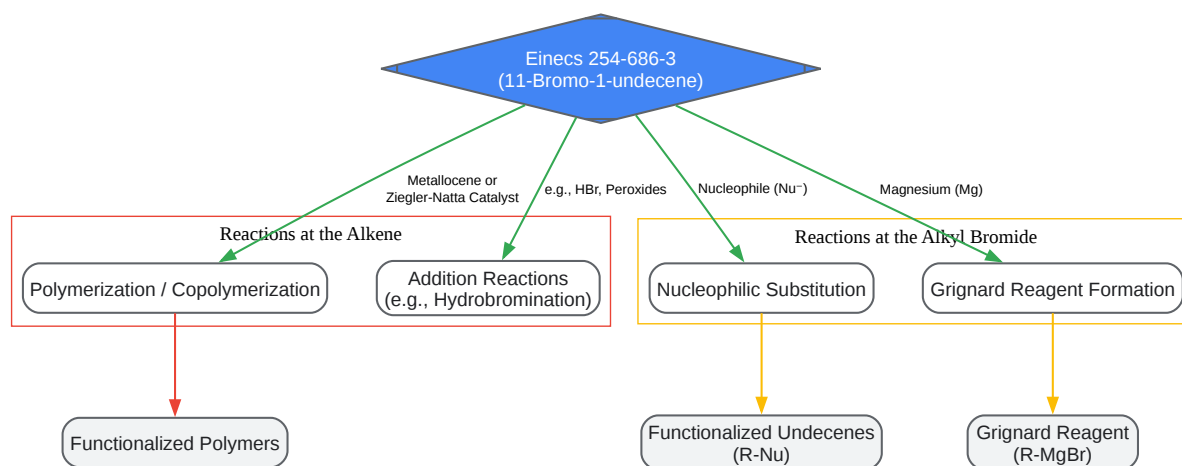 Einecs 254-686-3
(11-Bromo-1-undecene)
Metallocene or
Ziegler-Natta Catalyst
e.g., HBr, Peroxides
Nucleophile (Nu⁻)
Magnesium (Mg)
Reactions at the Alkene
Reactions at the Alkyl Bromide
Polymerization / Copolymerization
Addition Reactions
(e.g., Hydrobromination)
Nucleophilic Substitution
Grignard Reagent Formation
Functionalized Polymers
Functionalized Undecenes
(R-Nu)
Grignard Reagent
(R-MgBr)